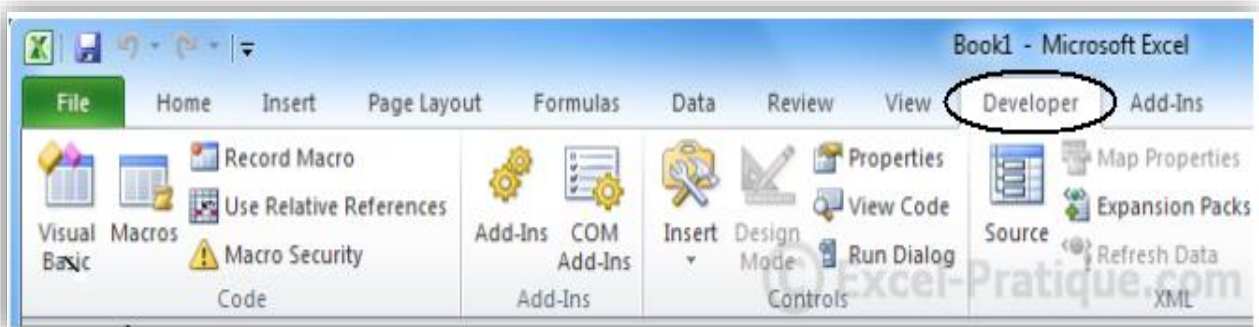 Book1 - Microsoft Excel
File Home Insert Page Layout Formulas Data Review View Developer Add-Ins
Visual Basic
Macros
Record Macro
Use Relative References
Macro Security
Code
Add-Ins
COM Add-Ins
Add-Ins
Insert
Design Mode
Properties
View Code
Run Dialog
Controls
Source
Map Properties
Expansion Packs
Refresh Data
XML
© Excel-Pratique.com